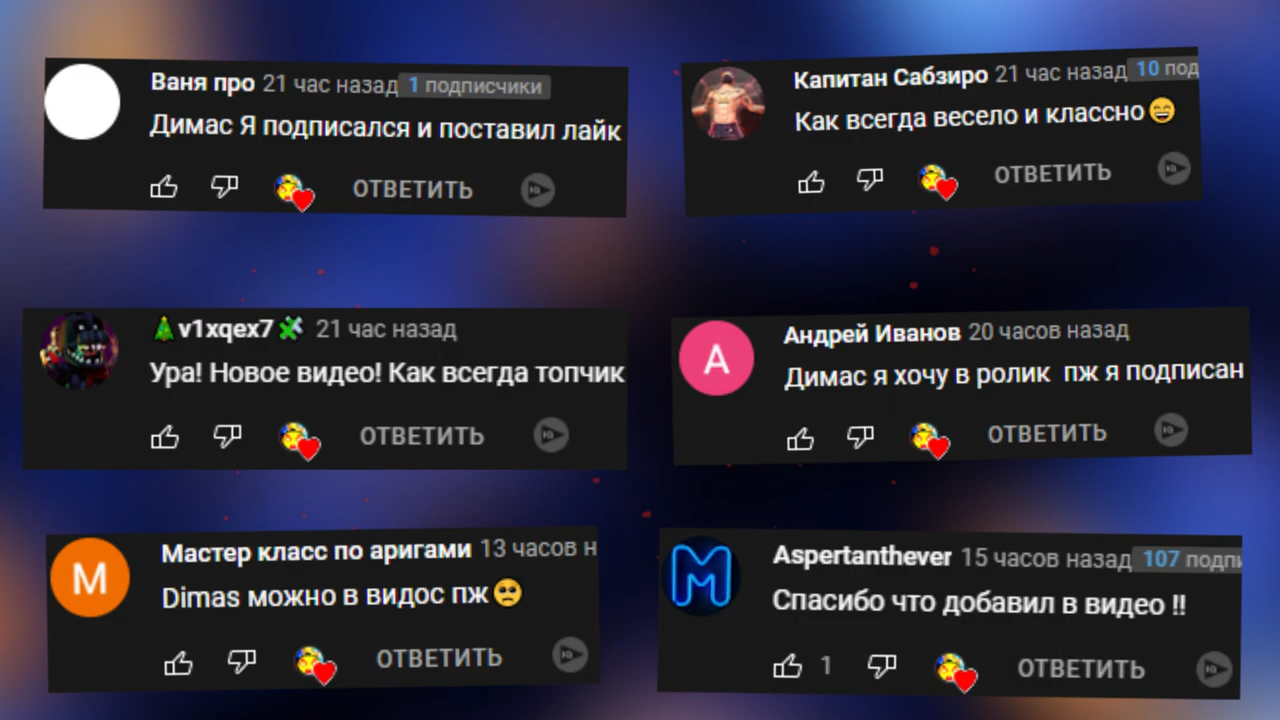 Ваня про 21 час назад 1 подписчики
Димас Я подписался и поставил лайк
ОТВЕТИТЬ
Капитан Сабзиро 21 час назад 10 под
Как всегда весело и классно😄
ОТВЕТИТЬ
🎄v1xqex7 21 час назад
Ура! Новое видео! Как всегда топчик
ОТВЕТИТЬ
А
Андрей Иванов 20 часов назад
Димас я хочу в ролик пж я подписан
ОТВЕТИТЬ
М
Мастер класс по аригами 13 часов н
Dimas можно в видос пж🥺
ОТВЕТИТЬ
M
Aspertanthever 15 часов назад 107 подпи
Спасибо что добавил в видео !!
1 ОТВЕТИТЬ